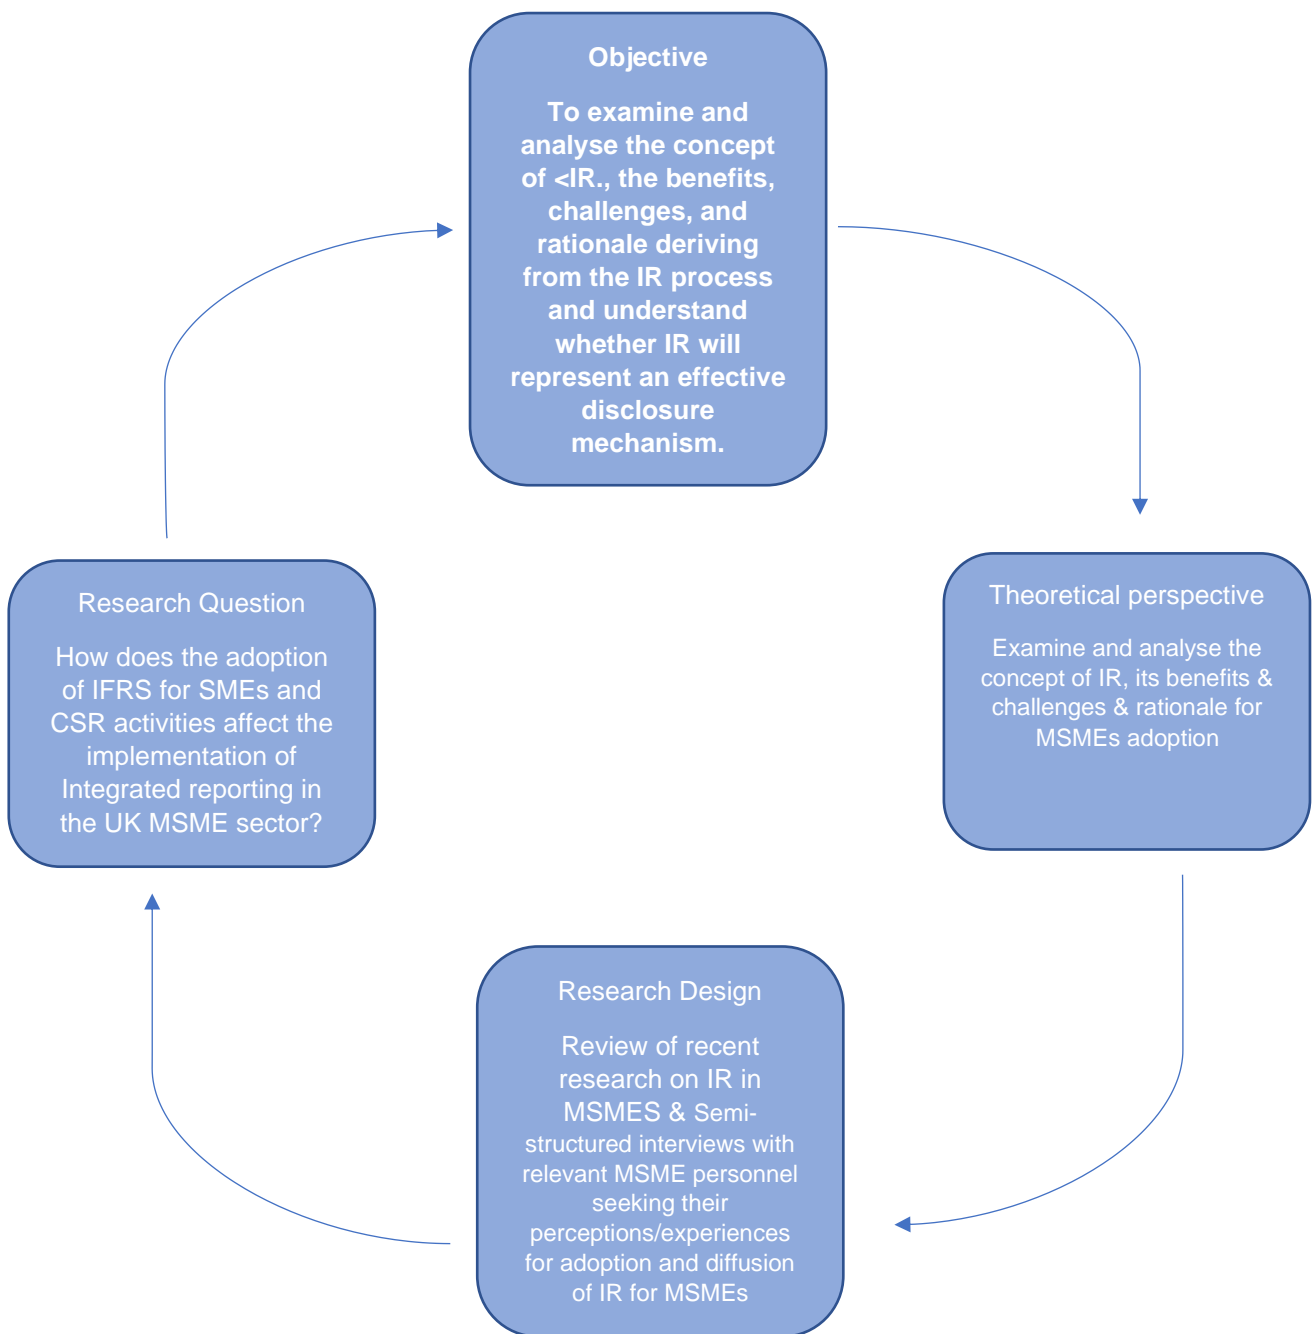 Objective
To examine and
analyse the concept
of <IR., the benefits,
challenges, and
rationale deriving
from the IR process
and understand
whether IR will
represent an effective
disclosure
mechanism.
Theoretical perspective
Examine and analyse the
concept of IR, its benefits &
challenges & rationale for
MSMEs adoption
Research Design
Review of recent
research on IR in
MSMES & Semi-
structured interviews with
relevant MSME personnel
seeking their
perceptions/experiences
for adoption and diffusion
of IR for MSMEs
Research Question
How does the adoption
of IFRS for SMEs and
CSR activities affect the
implementation of
Integrated reporting in
the UK MSME sector?